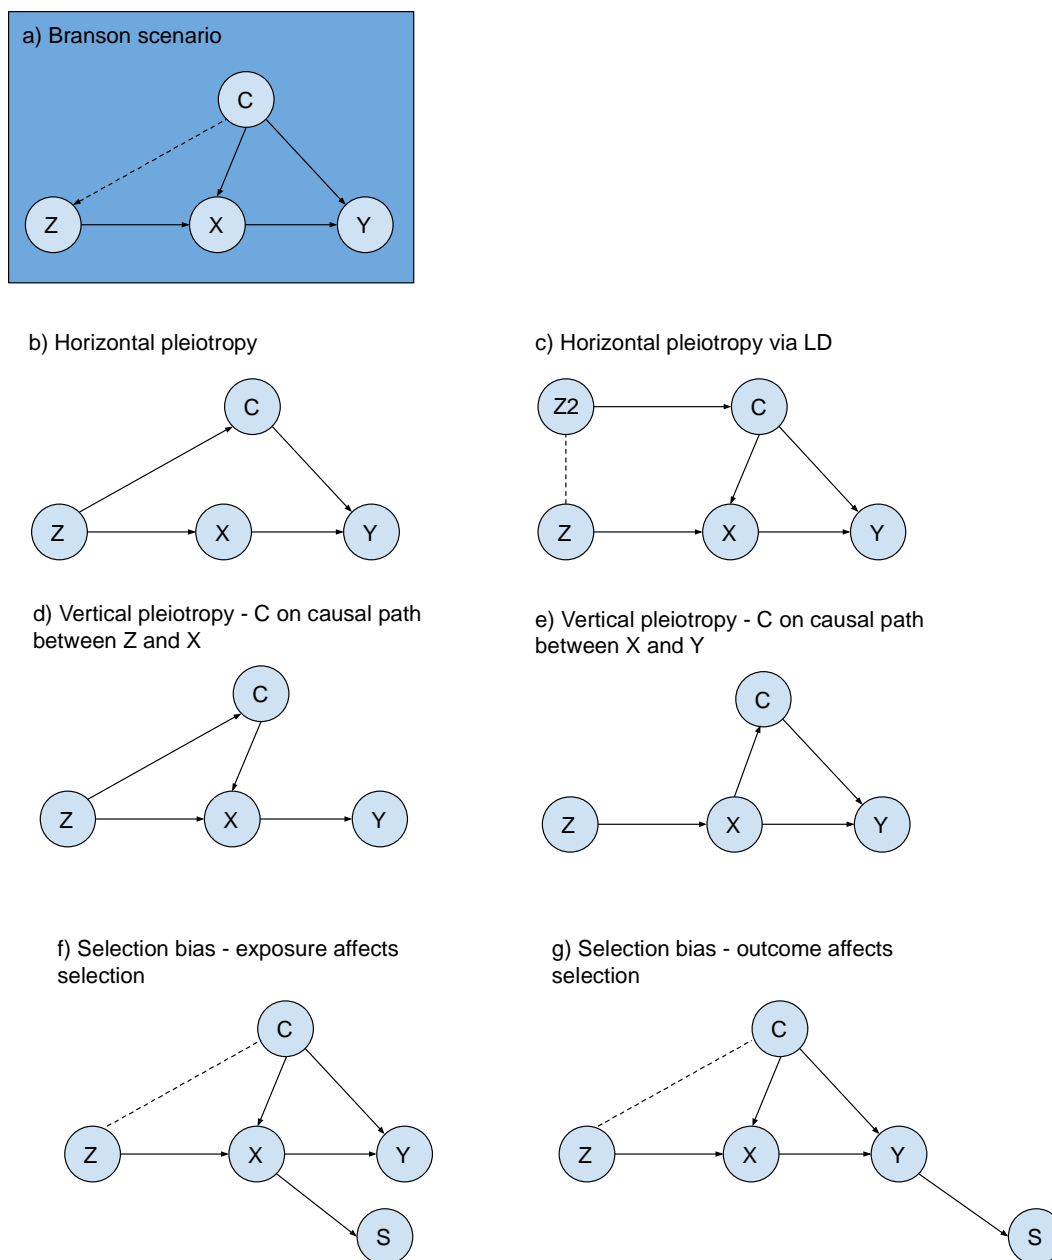 a) Branson scenario
C
Z
X
Y
b) Horizontal pleiotropy
C
Z
X
Y
c) Horizontal pleiotropy via LD
Z2
C
Z
X
Y
d) Vertical pleiotropy - C on causal path
between Z and X
C
Z
X
Y
e) Vertical pleiotropy - C on causal path
between X and Y
C
Z
X
Y
f) Selection bias - exposure affects
selection
C
Z
X
Y
S
g) Selection bias - outcome affects
selection
C
Z
X
Y
S